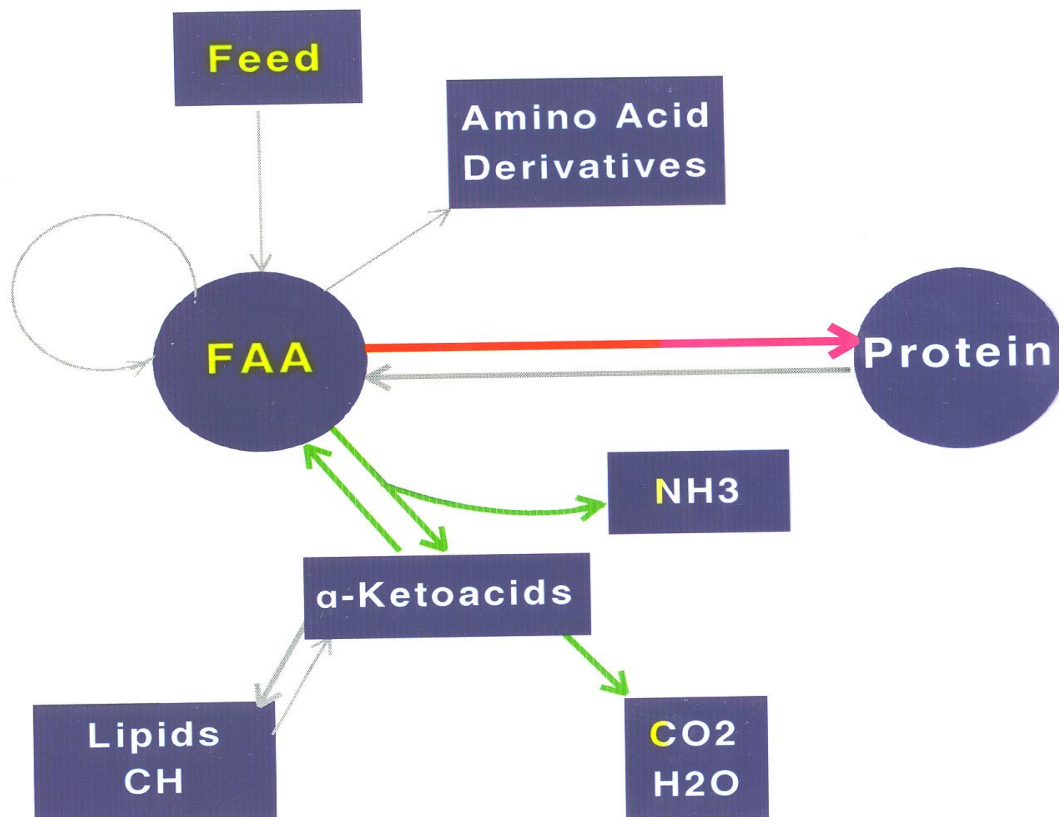 Feed
Amino Acid
Derivatives
FAA
Protein
NH3
α-Ketoacids
Lipids
CH
CO2
H2O